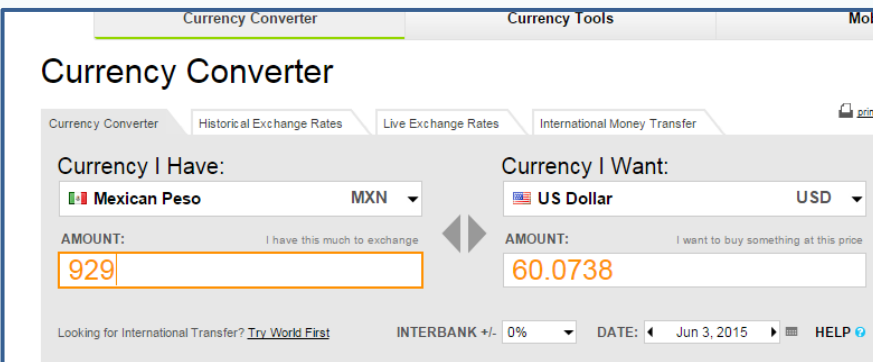 Currency Converter Currency Tools
Currency Converter
Currency Converter Historical Exchange Rates Live Exchange Rates International Money Transfer
Currency I Have: Currency I Want:
Mexican Peso MXN US Dollar USD
AMOUNT: I have this much to exchange AMOUNT: I want to buy something at this price
929 60.0738
Looking for International Transfer? Try World First INTERBANK +/- 0% DATE: Jun 3, 2015 HELP